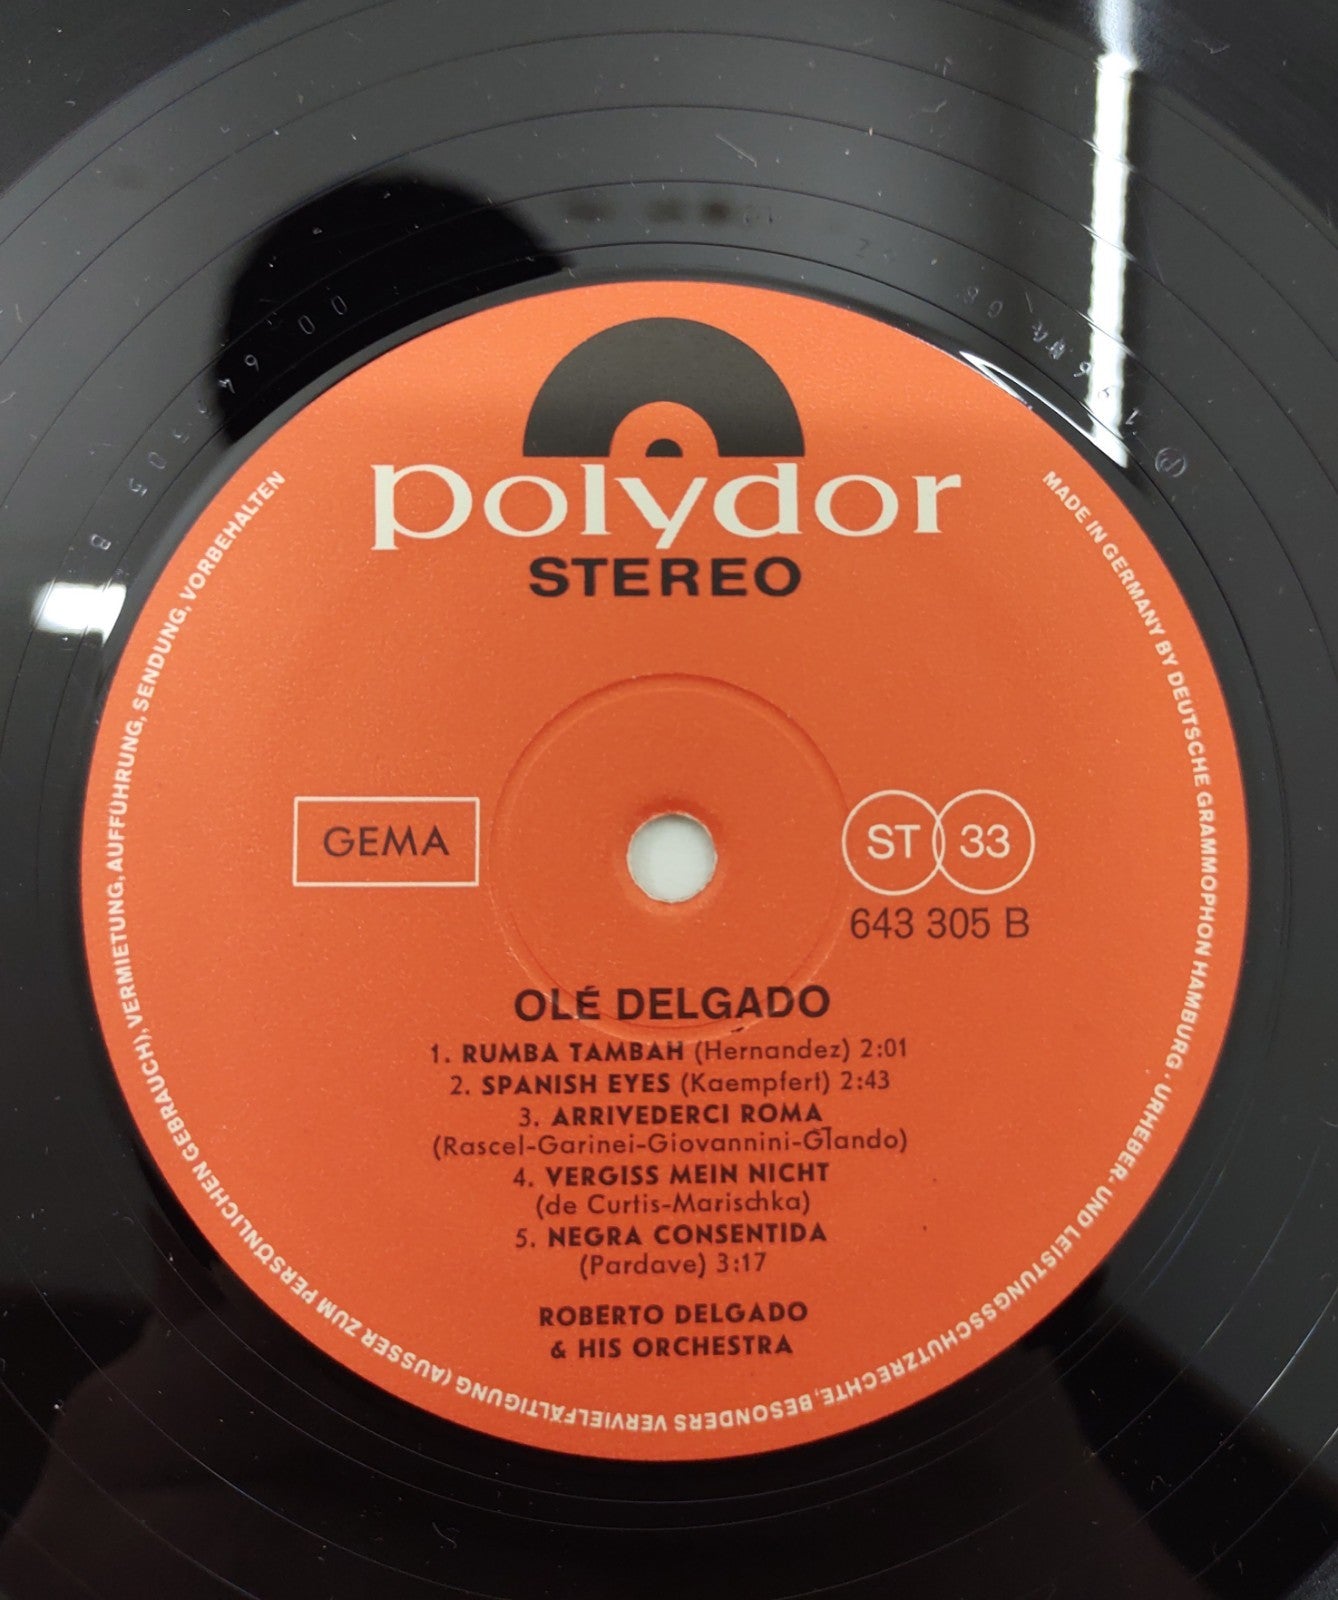 polydor
STEREO
GEMA
ST 33
643 305 B
OLÉ DELGADO
1. RUMBA TAMBAH (Hernandez) 2:01
2. SPANISH EYES (Kaempfert) 2:43
3. ARRIVEDERCI ROMA
(Rascel-Garinei-Giovannini-Giando)
4. VERGISS MEIN NICHT
(de Curtis-Marischka)
5. NEGRA CONSENTIDA
(Pardave) 3:17
ROBERTO DELGADO
& HIS ORCHESTRA
MADE IN GERMANY BY DEUTSCHE GRAMMOPHON HAMBURG · URHEBER- UND LEISTUNGSSCHUTZRECHTE, BESONDERS VERVIELFÄLTIGUNG (AUSSER ZUM PERSÖNLICHEN GEBRAUCH), VERMIETUNG, AUFFÜHRUNG, SENDUNG, VORBEHALTEN